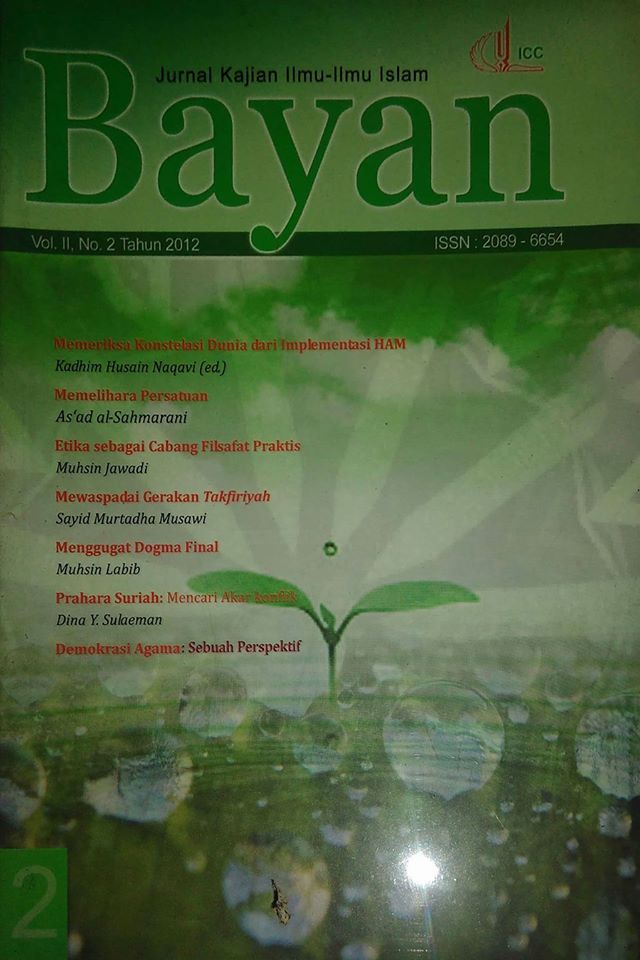 ICC
Jurnal Kajian Ilmu-Ilmu Islam
Bayan
Vol. II, No. 2 Tahun 2012
ISSN : 2089 - 6654
Memeriksa Konstelasi Dunia dari Implementasi HAM
Kadhim Husain Naqavi (ed.)
Memelihara Persatuan
As'ad al-Sahmarani
Etika sebagai Cabang Filsafat Praktis
Muhsin Jawadi
Mewaspadai Gerakan Takfiriyah
Sayid Murtadha Musawi
Menggugat Dogma Final
Muhsin Labib
Prahara Suriah: Mencari Akar Konflik
Dina Y. Sulaeman
Demokrasi Agama: Sebuah Perspektif
2